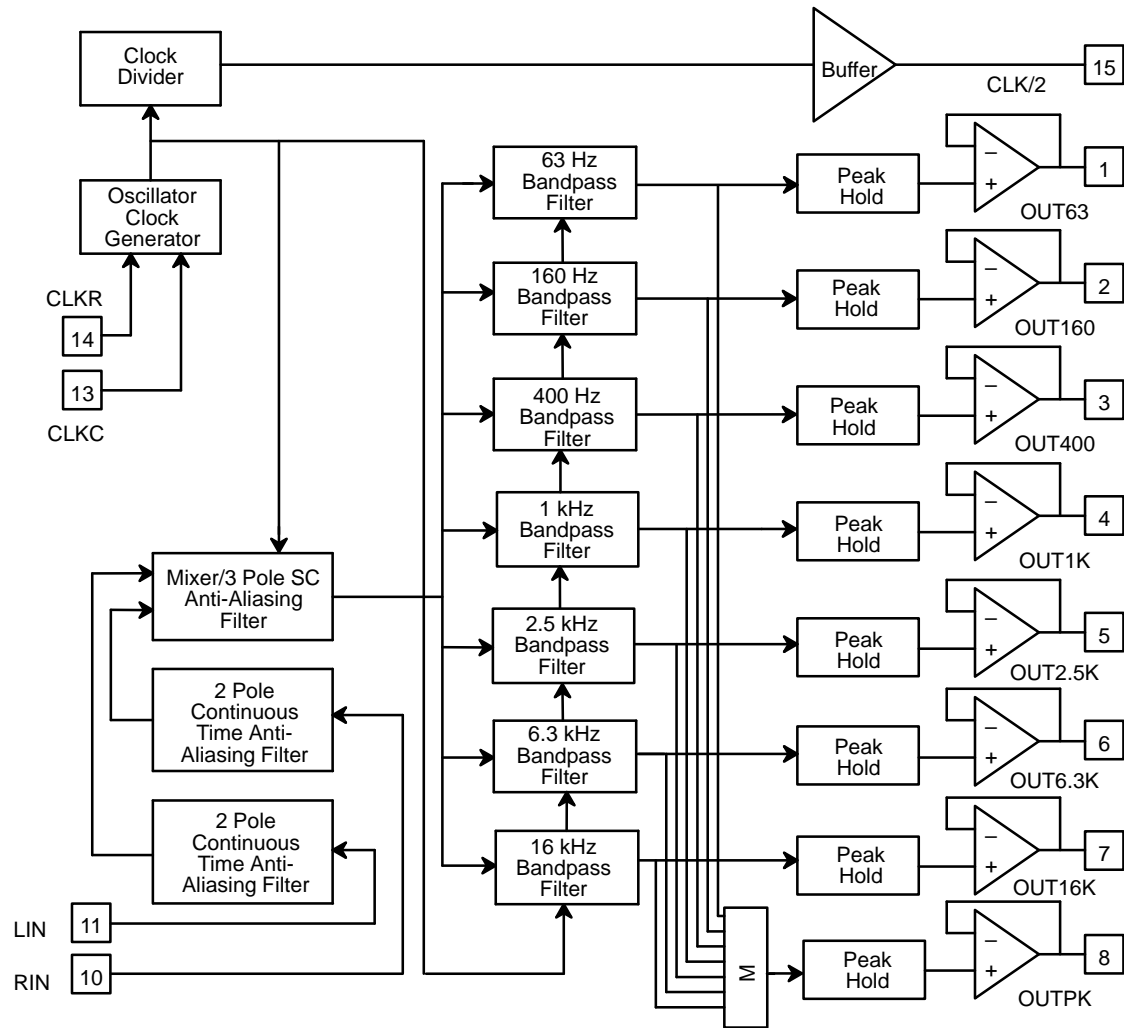 Clock
Divider
Buffer
CLK/2
15
Oscillator
Clock
Generator
CLKR
14
13
CLKC
63 Hz
Bandpass
Filter
Peak
Hold
−
+
1
OUT63
160 Hz
Bandpass
Filter
Peak
Hold
−
+
2
OUT160
400 Hz
Bandpass
Filter
Peak
Hold
−
+
3
OUT400
1 kHz
Bandpass
Filter
Peak
Hold
−
+
4
OUT1K
Mixer/3 Pole SC
Anti-Aliasing
Filter
2.5 kHz
Bandpass
Filter
Peak
Hold
−
+
5
OUT2.5K
2 Pole
Continuous
Time Anti-
Aliasing Filter
6.3 kHz
Bandpass
Filter
Peak
Hold
−
+
6
OUT6.3K
2 Pole
Continuous
Time Anti-
Aliasing Filter
16 kHz
Bandpass
Filter
Peak
Hold
−
+
7
OUT16K
LIN
11
RIN
10
M
Peak
Hold
−
+
8
OUTPK